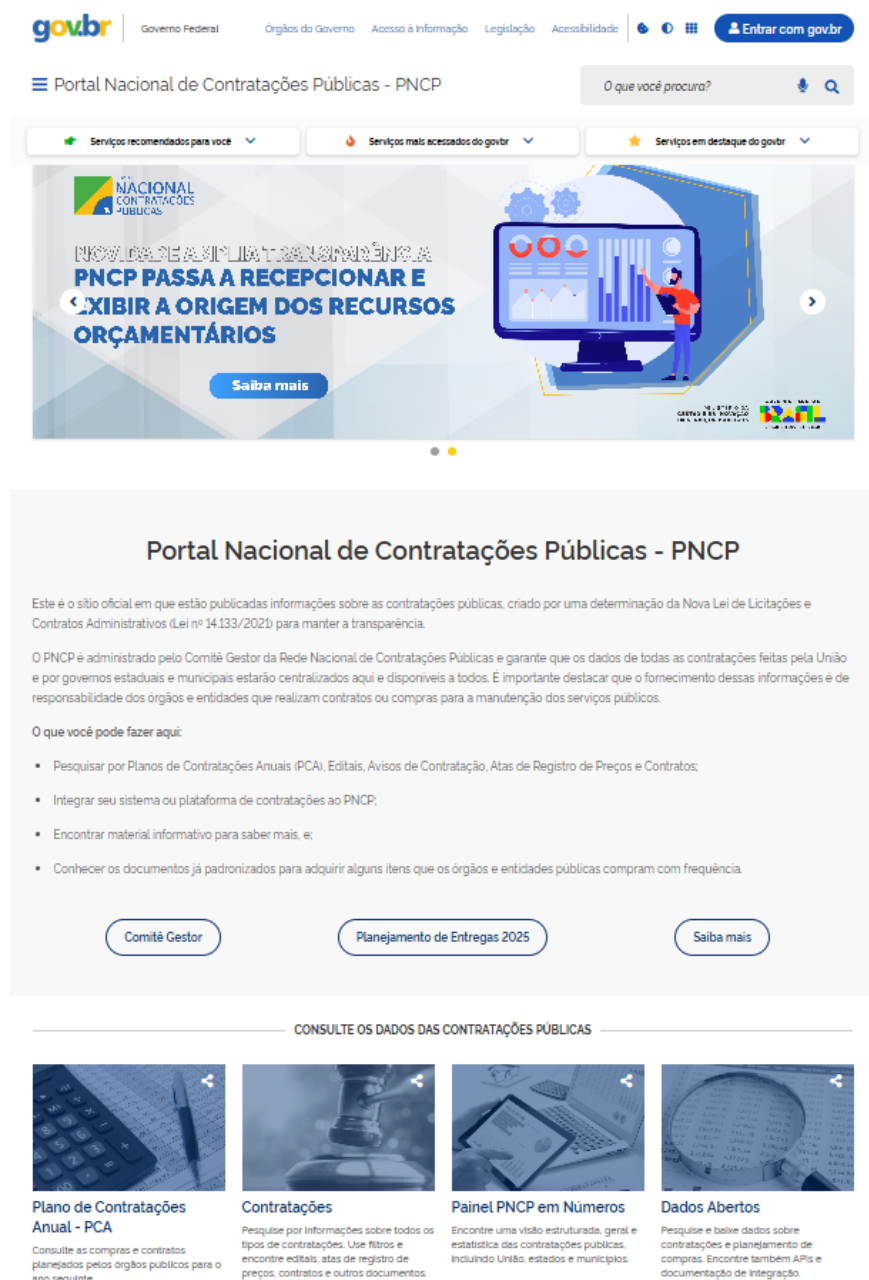 gov.br
Governo Federal
Órgãos do Governo Acesso à Informação Legislação Acessibilidade
Entrar com gov.br
Portal Nacional de Contratações Públicas - PNCP
O que você procura?
Serviços recomendados para você
Serviços mais acessados do govbr
Serviços em destaque do govbr
NACIONAL
CONTRATAÇÕES
PÚBLICAS
NOVIDADE AMPLIA TRANSPARÊNCIA
PNCP PASSA A RECEPCIONAR E
EXIBIR A ORIGEM DOS RECURSOS
ORÇAMENTÁRIOS
Saiba mais
BRASIL
Portal Nacional de Contratações Públicas - PNCP
Este é o sítio oficial em que estão publicadas informações sobre as contratações públicas, criado por uma determinação da Nova Lei de Licitações e
Contratos Administrativos (Lei nº 14.133/2021) para manter a transparência.
O PNCP é administrado pelo Comitê Gestor da Rede Nacional de Contratações Públicas e garante que os dados de todas as contratações feitas pela União
e por governos estaduais e municipais estarão centralizados aqui e disponíveis a todos. É importante destacar que o fornecimento dessas informações é de
responsabilidade dos órgãos e entidades que realizam contratos ou compras para a manutenção dos serviços públicos.
O que você pode fazer aqui:
• Pesquisar por Planos de Contratações Anuais (PCA), Editais, Avisos de Contratação, Atas de Registro de Preços e Contratos;
• Integrar seu sistema ou plataforma de contratações ao PNCP;
• Encontrar material informativo para saber mais, e;
• Conhecer os documentos já padronizados para adquirir alguns itens que os órgãos e entidades públicas compram com frequência.
Comitê Gestor
Planejamento de Entregas 2025
Saiba mais
CONSULTE OS DADOS DAS CONTRATAÇÕES PÚBLICAS
Plano de Contratações
Anual - PCA
Consulte as compras e contratos
planejados pelos órgãos públicos para o
ano seguinte
Contratações
Pesquise por informações sobre todos os
tipos de contratações. Use filtros e
encontre editais, atas de registro de
preços, contratos e outros documentos.
Painel PNCP em Números
Encontre uma visão estruturada, geral e
estatística das contratações públicas,
incluindo União, estados e municípios.
Dados Abertos
Pesquise e baixe dados sobre
contratações e planejamento de
compras. Encontre também APIs e
documentação de integração.